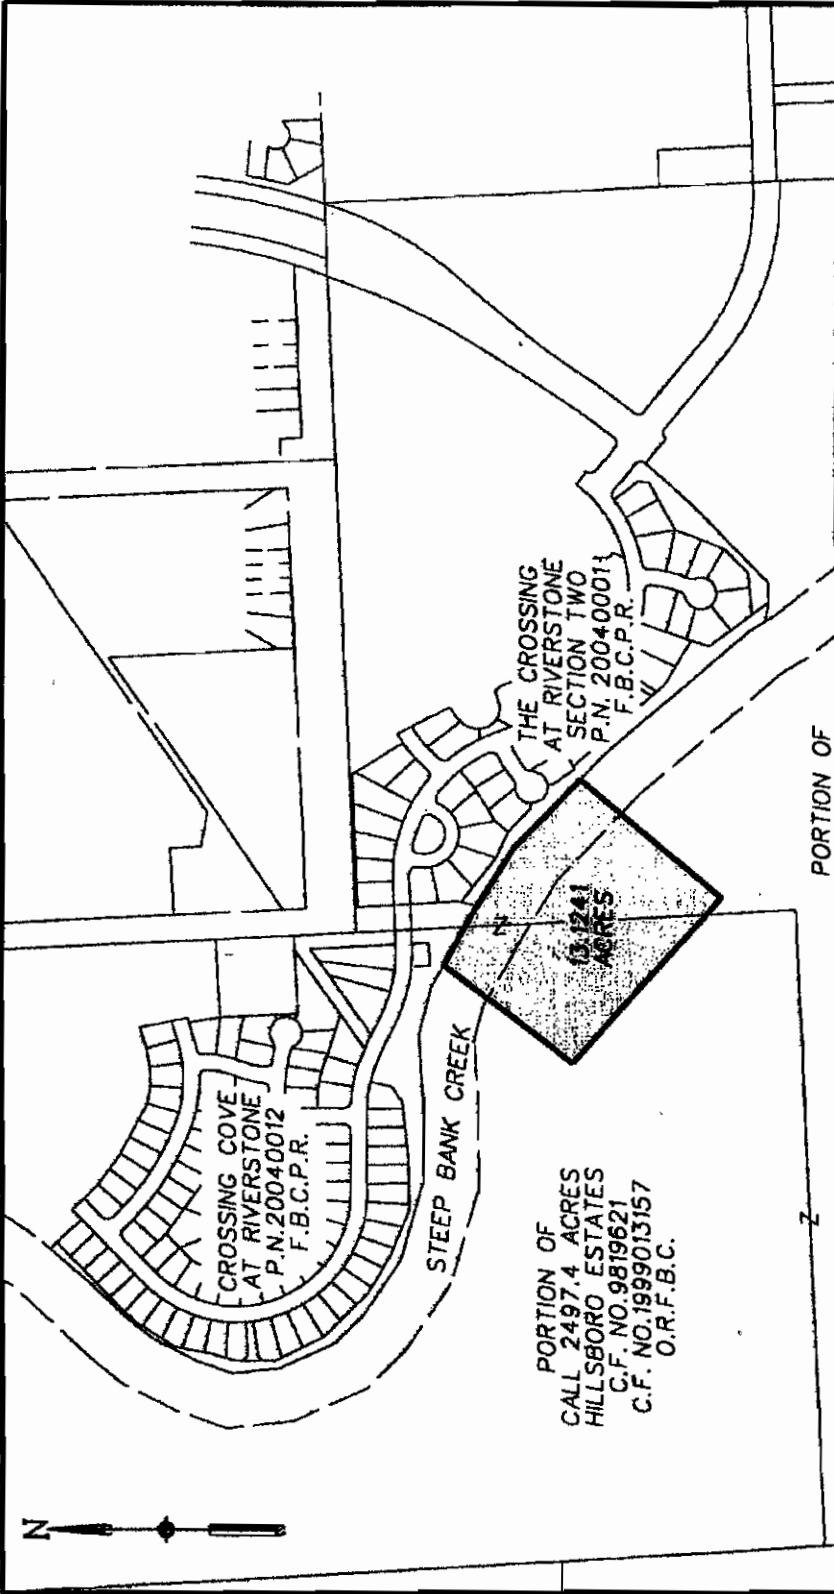 N
CROSSING COVE
AT RIVERSTONE
P.N.20040012
F.B.C.P.R.
STEEP BANK CREEK
PORTION OF
CALL 2497.4 ACRES
HILLSBORO ESTATES
C.F. NO.9819621
C.F. NO.1999013157
O.R.F.B.C.
13.1241
ACRES
THE CROSSING
AT RIVERSTONE
SECTION TWO
P.N. 20040001
F.B.C.P.R.
PORTION OF
Z
Z